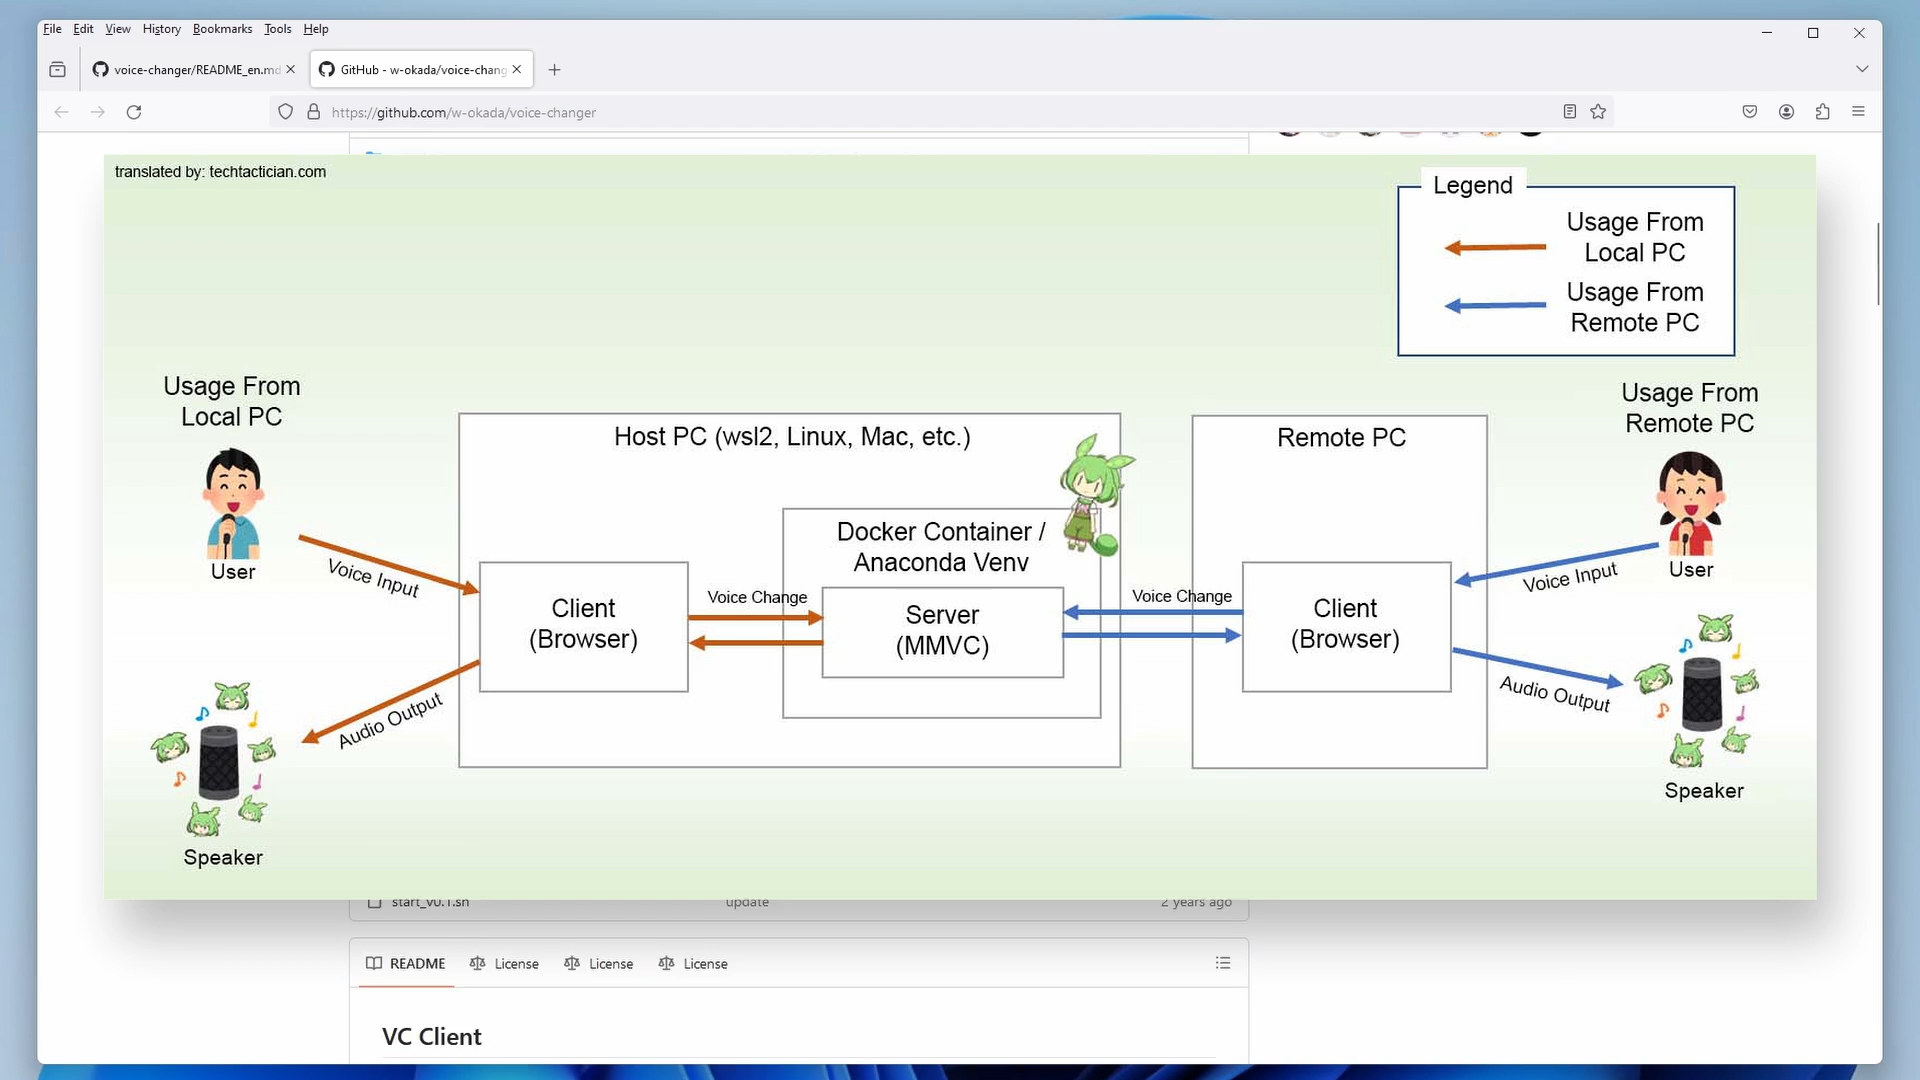 File Edit View History Bookmarks Tools Help
voice-changer/README_en.md
GitHub - w-okada/voice-chang
https://github.com/w-okada/voice-changer
translated by: techtactician.com
Legend
Usage From
Local PC
Usage From
Remote PC
Usage From
Local PC
Usage From
Remote PC
Host PC (wsl2, Linux, Mac, etc.)
Remote PC
Docker Container /
Anaconda Venv
User
Voice Input
Client
(Browser)
Voice Change
Server
(MMVC)
Voice Change
Client
(Browser)
Voice Input
User
Audio Output
Audio Output
Speaker
Speaker
start_v0.1.sh update 2 years ago
README License License License
VC Client